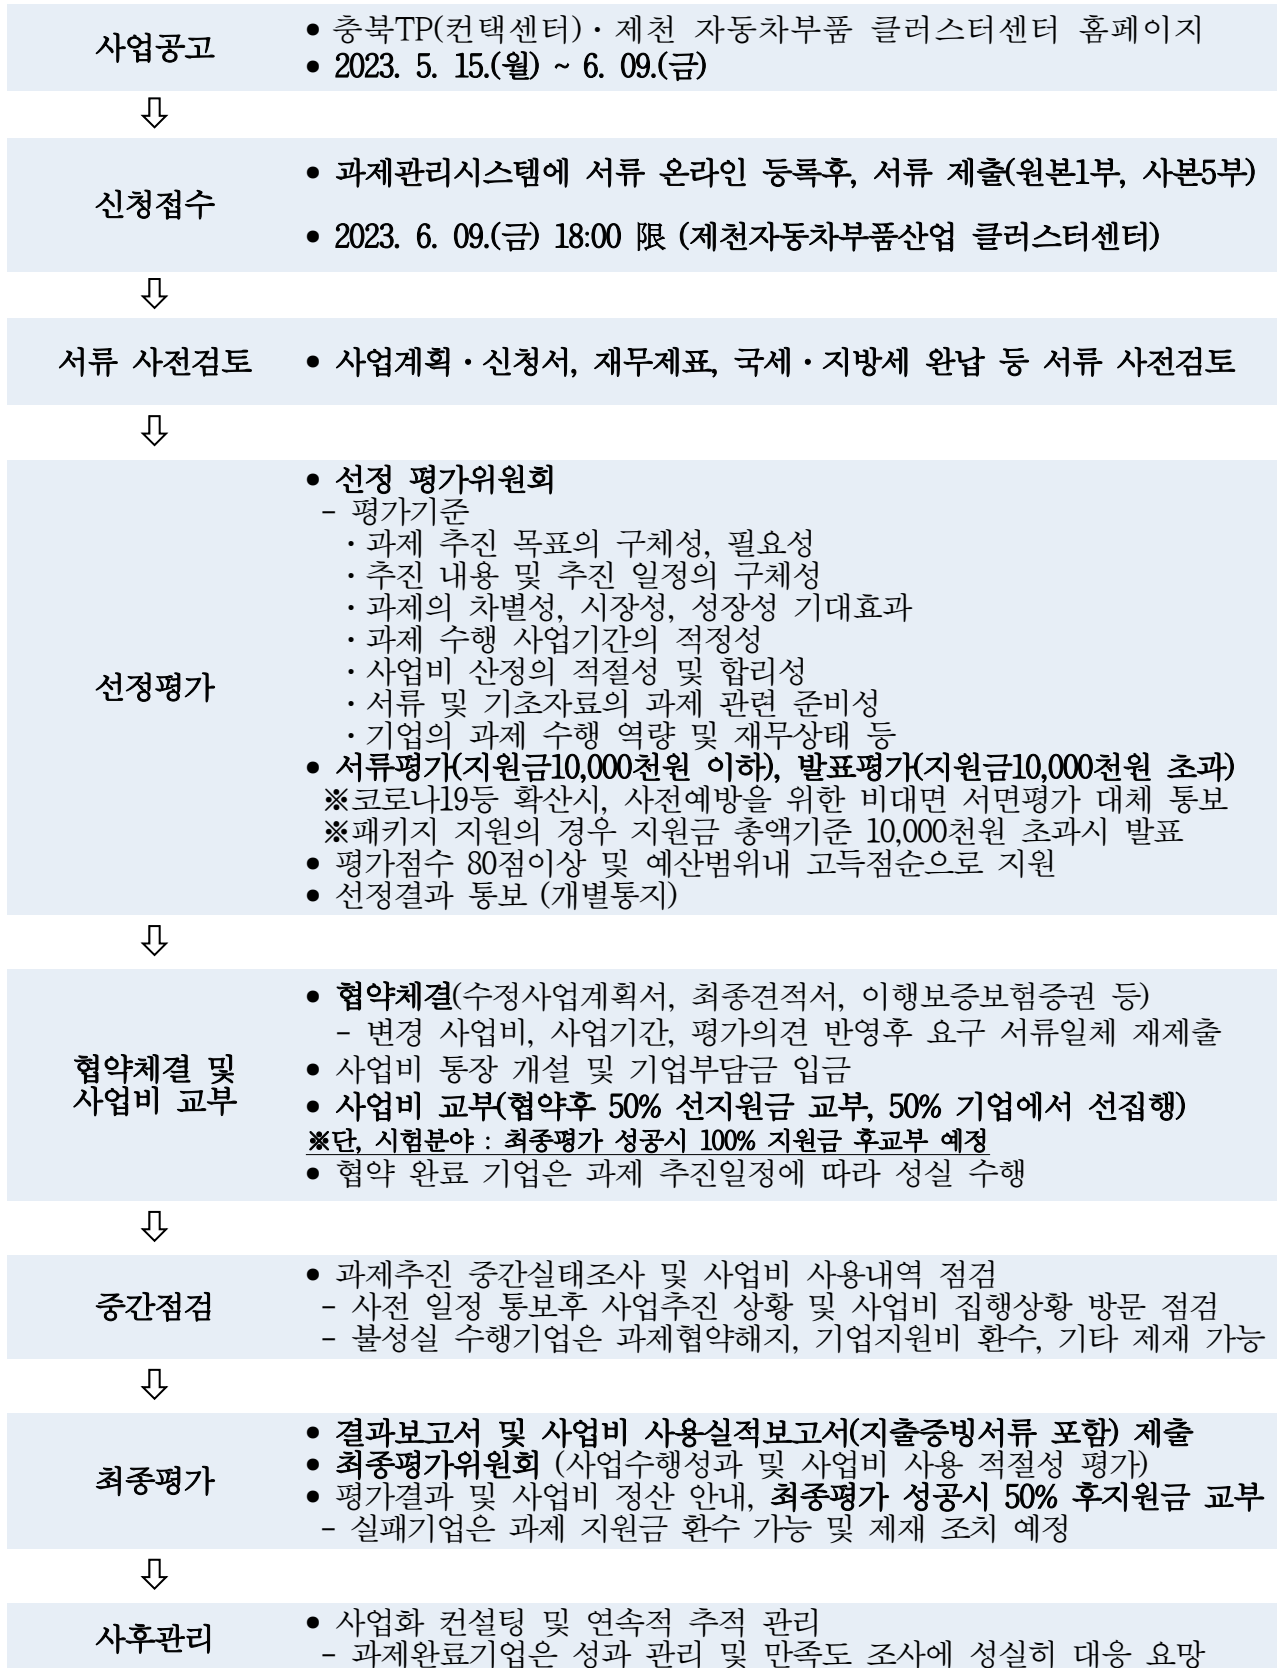 사업공고
● 충북TP(컨택센터)·제천 자동차부품 클러스터센터 홈페이지
● 2023. 5. 15.(월) ~ 6. 09.(금)
⇩
신청접수
● 과제관리시스템에 서류 온라인 등록후, 서류 제출(원본1부, 사본5부)
● 2023. 6. 09.(금) 18:00 限 (제천자동차부품산업 클러스터센터)
⇩
서류 사전검토
● 사업계획·신청서, 재무제표, 국세·지방세 완납 등 서류 사전검토
⇩
선정평가
● 선정 평가위원회
- 평가기준
·과제 추진 목표의 구체성, 필요성
·추진 내용 및 추진 일정의 구체성
·과제의 차별성, 시장성, 성장성 기대효과
·과제 수행 사업기간의 적정성
·사업비 산정의 적절성 및 합리성
·서류 및 기초자료의 과제 관련 준비성
·기업의 과제 수행 역량 및 재무상태 등
● 서류평가(지원금10,000천원 이하), 발표평가(지원금10,000천원 초과)
※코로나19등 확산시, 사전예방을 위한 비대면 서면평가 대체 통보
※패키지 지원의 경우 지원금 총액기준 10,000천원 초과시 발표
● 평가점수 80점이상 및 예산범위내 고득점순으로 지원
● 선정결과 통보 (개별통지)
⇩
협약체결 및
사업비 교부
● 협약체결(수정사업계획서, 최종견적서, 이행보증보험증권 등)
- 변경 사업비, 사업기간, 평가의견 반영후 요구 서류일체 재제출
● 사업비 통장 개설 및 기업부담금 입금
● 사업비 교부(협약후 50% 선지원금 교부, 50% 기업에서 선집행)
※단, 시험분야 : 최종평가 성공시 100% 지원금 후교부 예정
● 협약 완료 기업은 과제 추진일정에 따라 성실 수행
⇩
중간점검
● 과제추진 중간실태조사 및 사업비 사용내역 점검
- 사전 일정 통보후 사업추진 상황 및 사업비 집행상황 방문 점검
- 불성실 수행기업은 과제협약해지, 기업지원비 환수, 기타 제재 가능
⇩
최종평가
● 결과보고서 및 사업비 사용실적보고서(지출증빙서류 포함) 제출
● 최종평가위원회 (사업수행성과 및 사업비 사용 적절성 평가)
● 평가결과 및 사업비 정산 안내, 최종평가 성공시 50% 후지원금 교부
- 실패기업은 과제 지원금 환수 가능 및 제재 조치 예정
⇩
사후관리
● 사업화 컨설팅 및 연속적 추적 관리
- 과제완료기업은 성과 관리 및 만족도 조사에 성실히 대응 요망